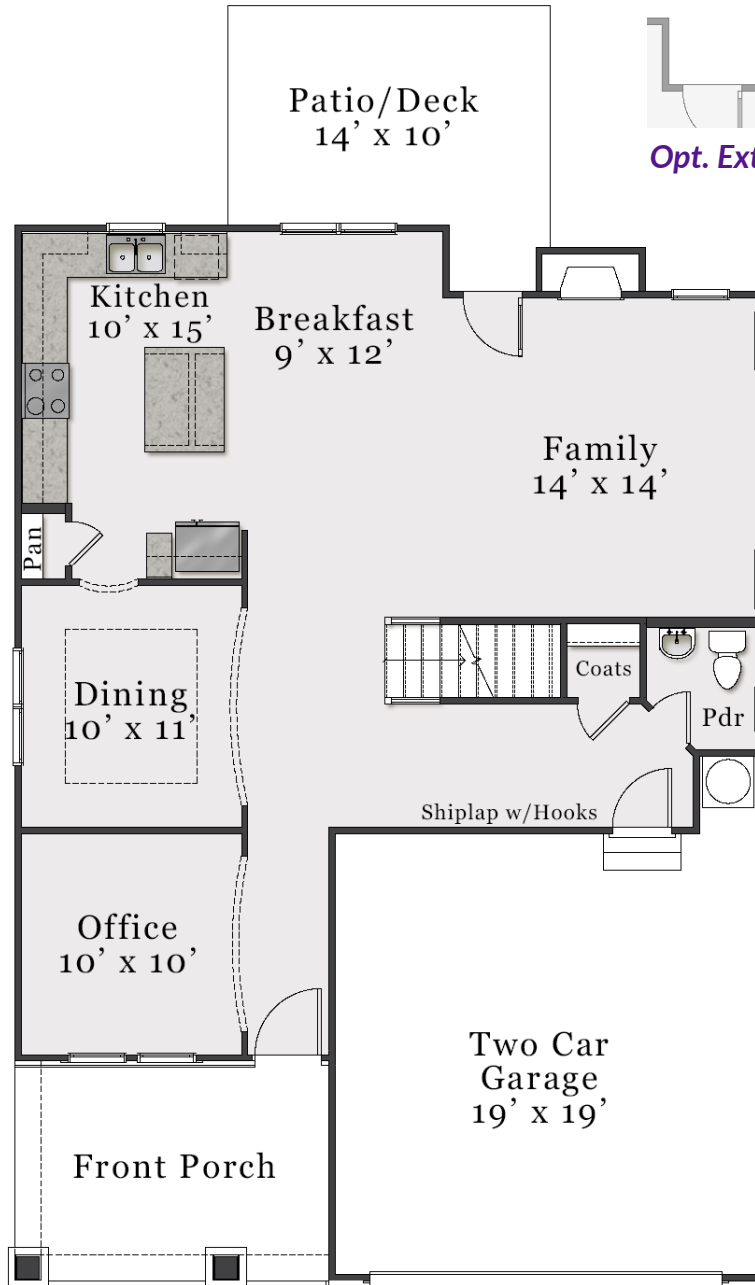 Patio/Deck
14’ x 10’
Opt. Ext
Kitchen
10’ x 15’
Breakfast
9’ x 12’
Family
14’ x 14’
Pan
Dining
10’ x 11’
Coats
Pdr
Shiplap w/Hooks
Office
10’ x 10’
Two Car
Garage
19’ x 19’
Front Porch